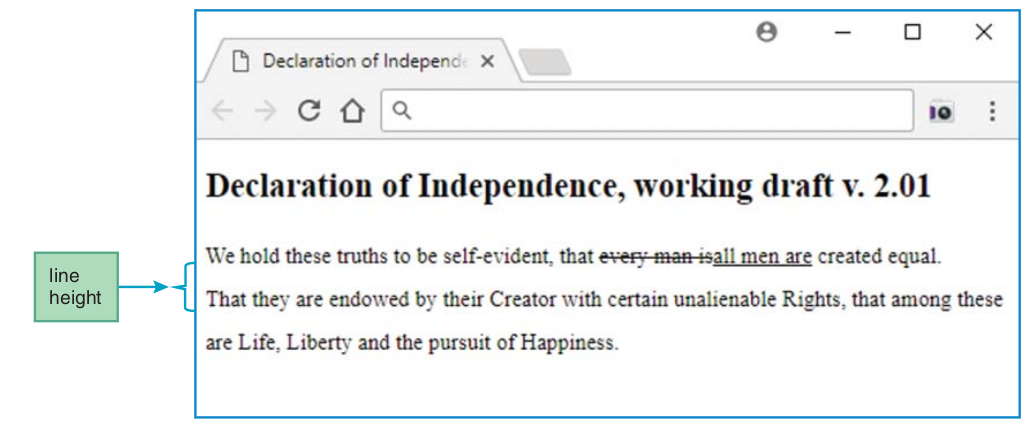 Declaration of Independe
Declaration of Independence, working draft v. 2.01
We hold these truths to be self-evident, that every man isall men are created equal.
That they are endowed by their Creator with certain unalienable Rights, that among these
are Life, Liberty and the pursuit of Happiness.
line
height